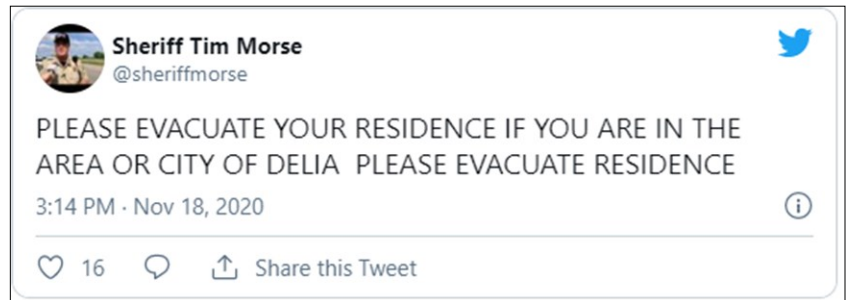 Sheriff Tim Morse
@sheriffmorse
PLEASE EVACUATE YOUR RESIDENCE IF YOU ARE IN THE
AREA OR CITY OF DELIA  PLEASE EVACUATE RESIDENCE
3:14 PM · Nov 18, 2020
16 Share this Tweet